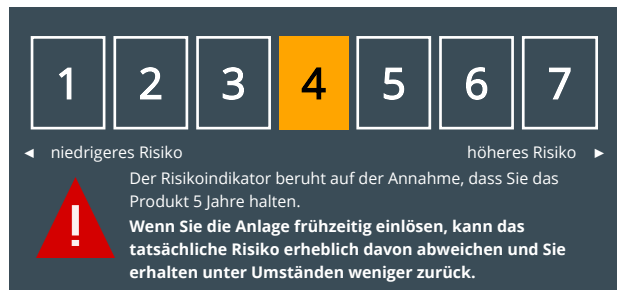 1 2 3 4 5 6 7
◄ niedrigeres Risiko höheres Risiko ►
Der Risikoindikator beruht auf der Annahme, dass Sie das
Produkt 5 Jahre halten.
! Wenn Sie die Anlage frühzeitig einlösen, kann das
tatsächliche Risiko erheblich davon abweichen und Sie
erhalten unter Umständen weniger zurück.